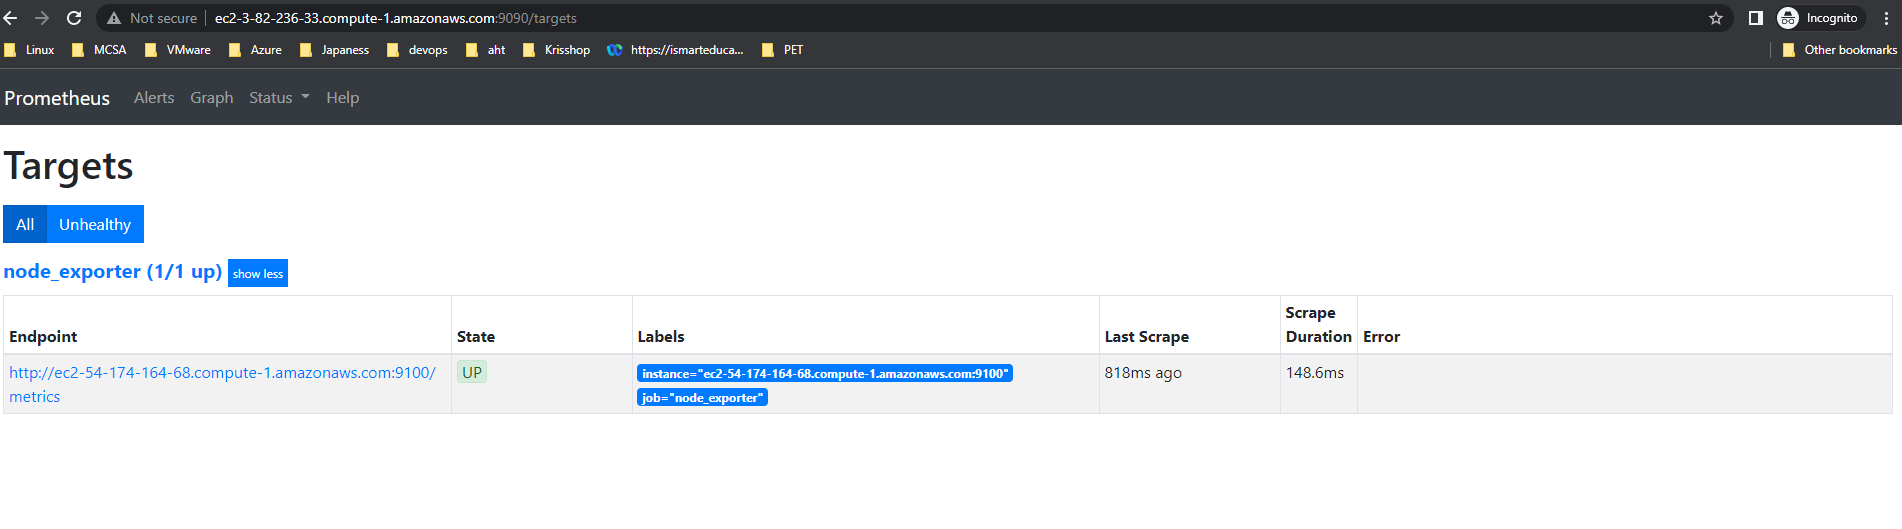 Not secure ec2-3-82-236-33.compute-1.amazonaws.com:9090/targets Incognito
Linux MCSA VMware Azure Japaness devops aht Krisshop https://ismarteduca... PET Other bookmarks
Prometheus Alerts Graph Status Help
Targets
All Unhealthy
node_exporter (1/1 up) show less
Endpoint State Labels Last Scrape Scrape Duration Error
http://ec2-54-174-164-68.compute-1.amazonaws.com:9100/ UP instance="ec2-54-174-164-68.compute-1.amazonaws.com:9100" 818ms ago 148.6ms
metrics job="node_exporter"